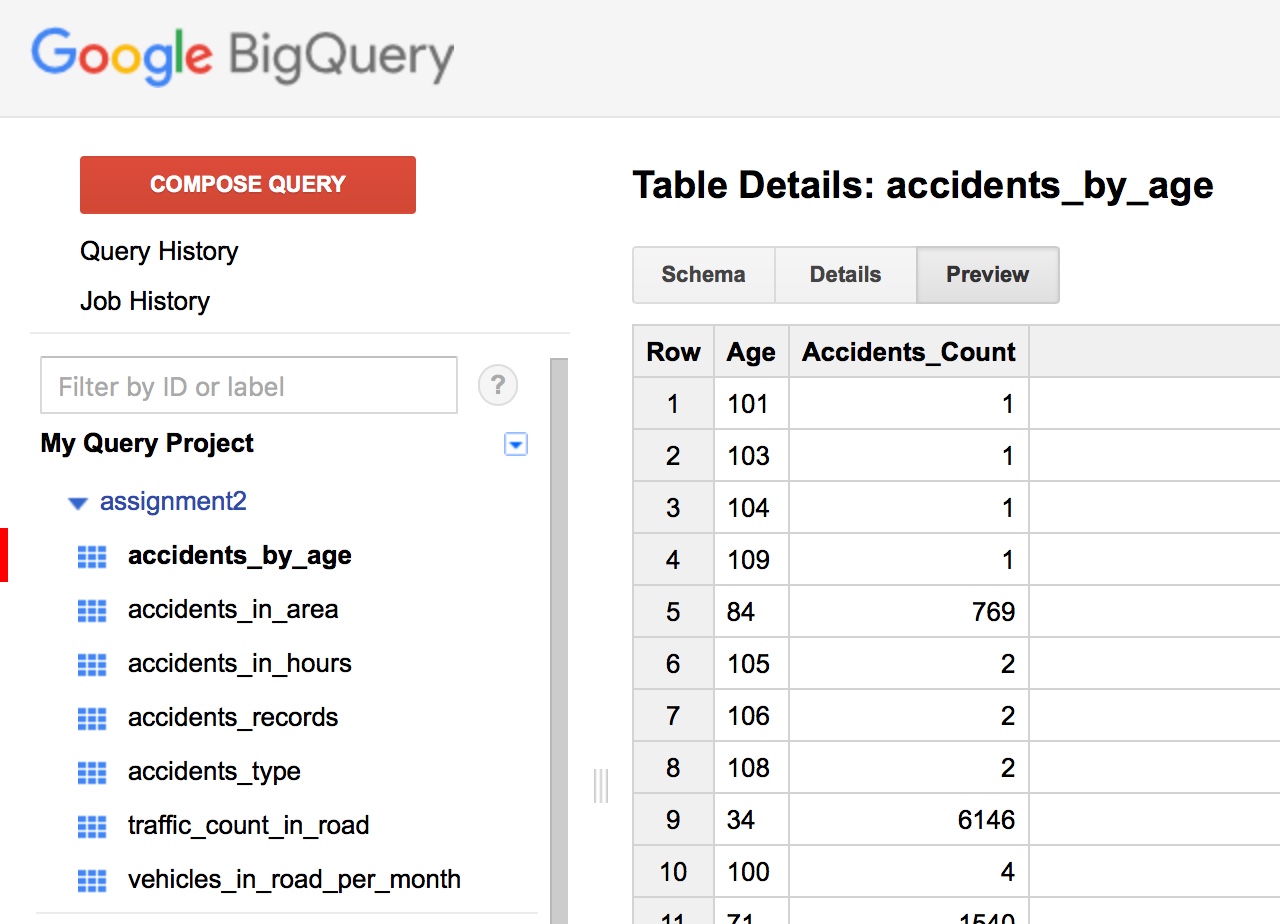 Google BigQuery
COMPOSE QUERY
Query History
Job History
Filter by ID or label
?
My Query Project
assignment2
accidents_by_age
accidents_in_area
accidents_in_hours
accidents_records
accidents_type
traffic_count_in_road
vehicles_in_road_per_month
Table Details: accidents_by_age
Schema Details Preview
Row Age Accidents_Count
1 101 1
2 103 1
3 104 1
4 109 1
5 84 769
6 105 2
7 106 2
8 108 2
9 34 6146
10 100 4
11 71 1540